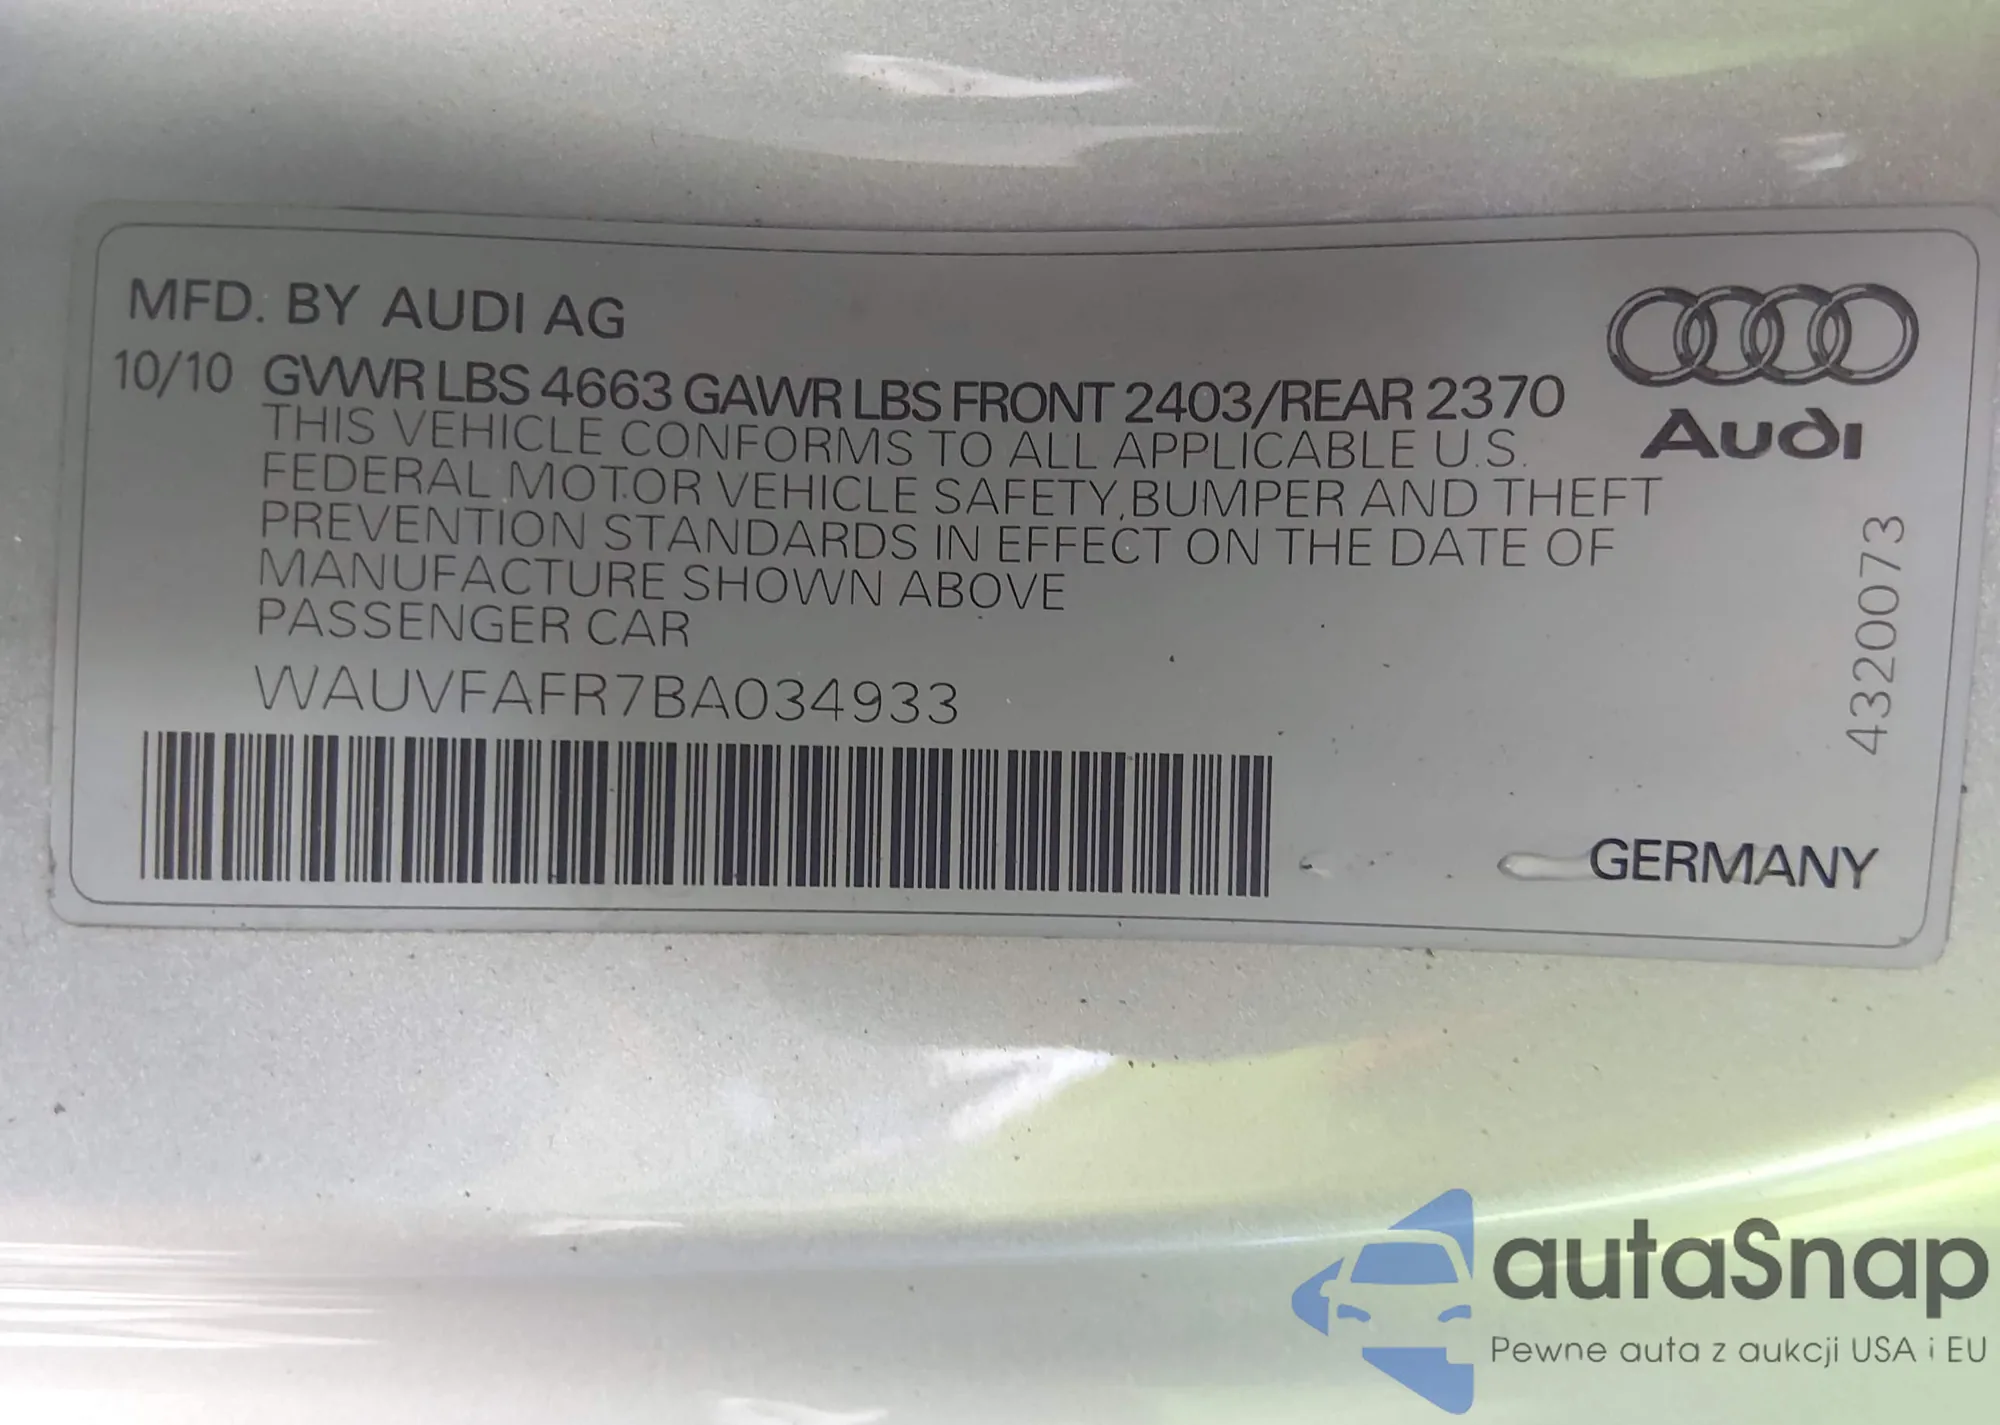 MFD. BY AUDI AG
10/10 GVWR LBS 4663 GAWR LBS FRONT 2403/REAR 2370
THIS VEHICLE CONFORMS TO ALL APPLICABLE U.S.
FEDERAL MOTOR VEHICLE SAFETY,BUMPER AND THEFT
PREVENTION STANDARDS IN EFFECT ON THE DATE OF
MANUFACTURE SHOWN ABOVE
PASSENGER CAR
WAUVFAFR7BA034933
Audi
4320073
GERMANY
autaSnap
Pewne auta z aukcji USA i EU